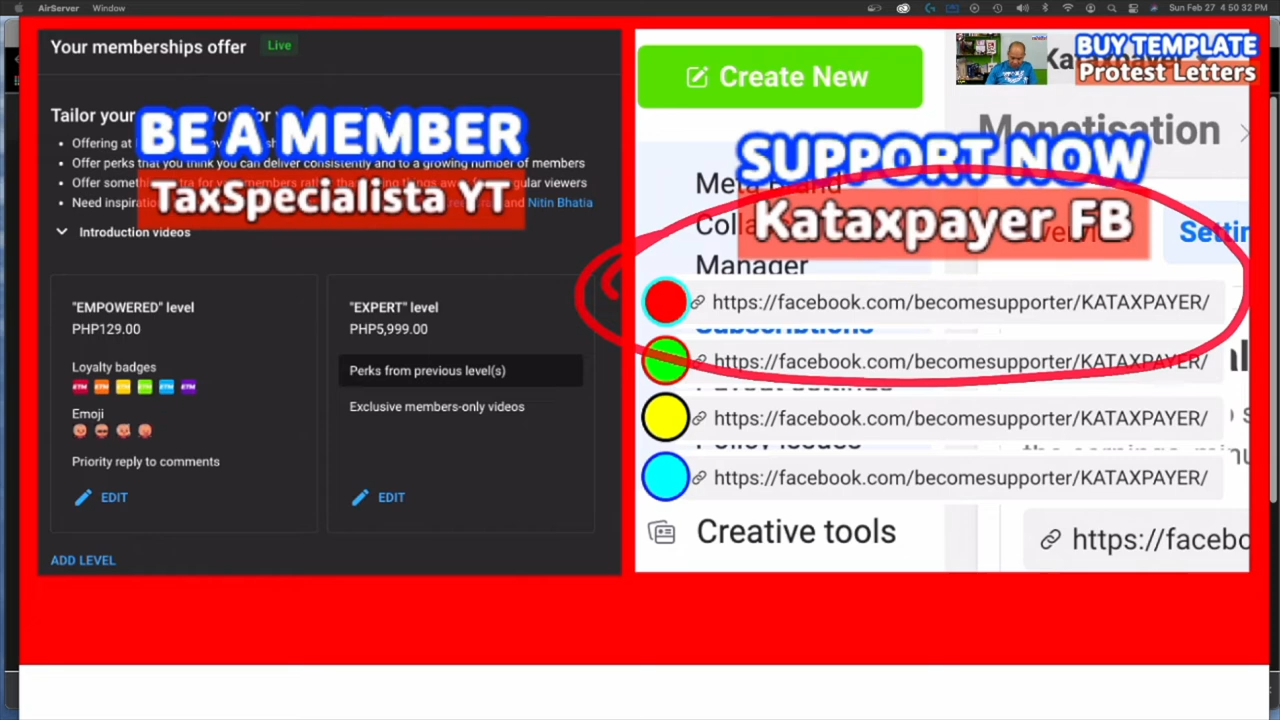 AirServer Window
Sun Feb 27 4:50:32 PM
Your memberships offer Live
Tailor your
BE A MEMBER
TaxSpecialista YT
Offering at
Offer perks that you think you can deliver consistently and to a growing number of members
Offer
for your members rather
viewers
Need
Nitin Bhatia
Introduction videos
"EMPOWERED" level
PHP129.00
Loyalty badges
Emoji
Priority reply to comments
EDIT
"EXPERT" level
PHP5,999.00
Perks from previous level(s)
Exclusive members-only videos
EDIT
ADD LEVEL
Create New
BUY TEMPLATE
Protest Letters
Monetisation
SUPPORT NOW
Kataxpayer FB
Manager
https://facebook.com/becomesupporter/KATAXPAYER/
Subscriptions
https://facebook.com/becomesupporter/KATAXPAYER/
https://facebook.com/becomesupporter/KATAXPAYER/
https://facebook.com/becomesupporter/KATAXPAYER/
Creative tools